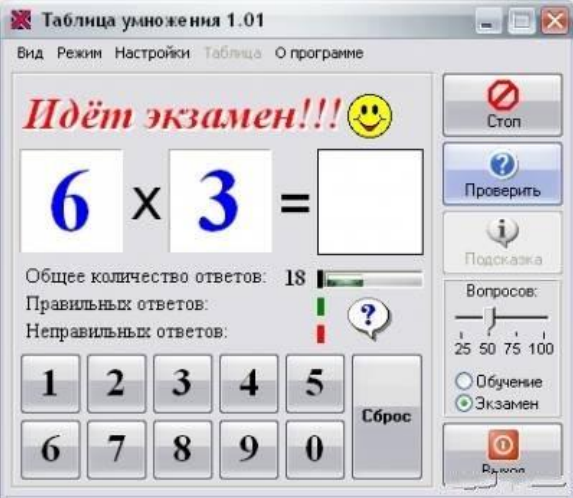 Таблица умножения 1.01
Вид Режим Настройки Таблица О программе
Идёт экзамен!!!
Стоп
6 x 3 =
Проверить
Подсказка
Общее количество ответов: 18
Правильных ответов:
Неправильных ответов:
?
Вопросов:
25 50 75 100
Обучение
Экзамен
1 2 3 4 5
Сброс
6 7 8 9 0
Выход